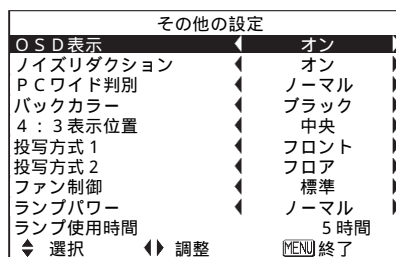 その他の設定
OSD表示 オン
ノイズリダクション オン
PCワイド判別 ノーマル
バックカラー ブラック
4:3表示位置 中央
投写方式1 フロント
投写方式2 フロア
ファン制御 標準
ランプパワー ノーマル
ランプ使用時間 5時間
選択 調整 MENU 終了